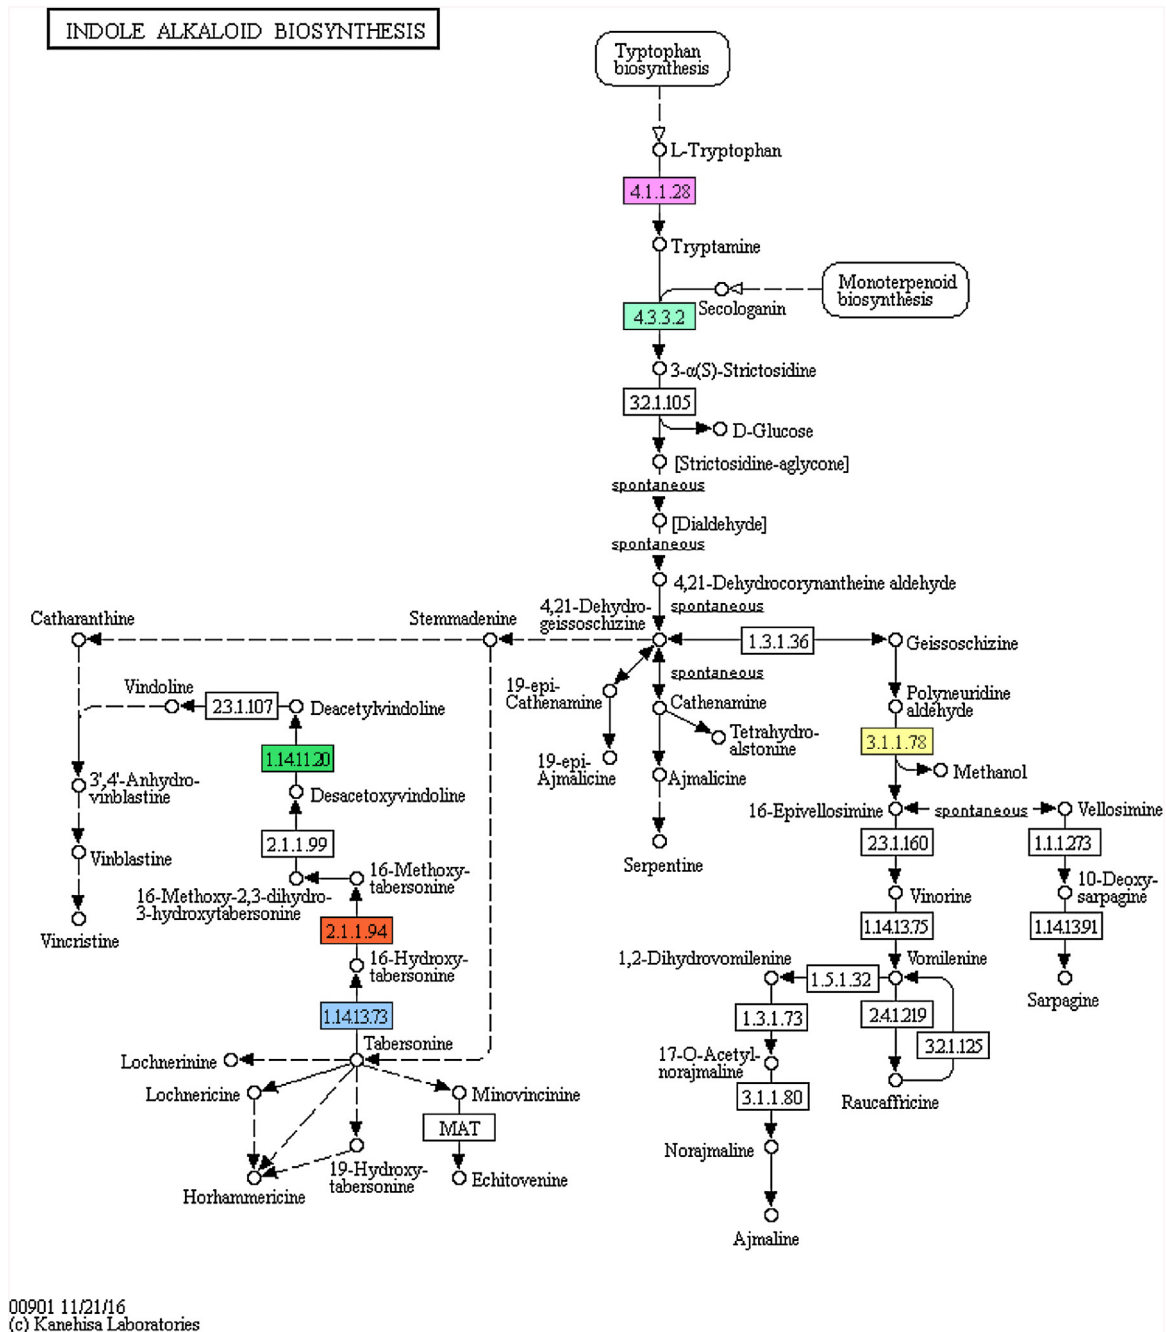 INDOLE ALKALOID BIOSYNTHESIS
Typtophan
biosynthesis
L-Tryptophan
4.1.1.28
Tryptamine
Monoterpenoid
biosynthesis
Secologanin
4.3.3.2
3-α(S)-Strictosidine
3.2.1.105
D-Glucose
[Strictosidine-aglycone]
spontaneous
[Dialdehyde]
spontaneous
4,21-Dehydrocorynantheine aldehyde
spontaneous
4,21-Dehydro-
geissoschizine
Catharanthine
Stemmadenine
1.3.1.36
Geissoschizine
spontaneous
19-epi-
Cathenamine
Cathenamine
Polyneuridine
aldehyde
Vindoline
2.3.1.107
Deacetylvindoline
Tetrahydro-
alstonine
3.1.1.78
1.14.11.20
19-epi-
Ajmalicine
Ajmalicine
Methanol
3',4'-Anhydro-
vinblastine
Desacetoxyvindoline
16-Epivellosimine
spontaneous
Vellosimine
2.1.1.99
2.3.1.160
1.1.1.273
Vinblastine
Serpentine
16-Methoxy-
tabersonine
16-Methoxy-2,3-dihydro-
3-hydroxytabersonine
Vinorine
10-Deoxy-
sarpagine
Vincristine
2.1.1.94
1.14.13.75
1.14.13.91
16-Hydroxy-
tabersonine
1,2-Dihydrovomilenine
1.5.1.32
Vomilenine
Sarpagine
1.14.13.73
1.3.1.73
2.4.1.219
3.2.1.125
Tabersonine
Lochnerinine
17-O-Acetyl-
norajmaline
Lochnericine
Minovincinine
3.1.1.80
Raucaffricine
MAT
Norajmaline
19-Hydroxy-
tabersonine
Echitovenine
Horhammericine
Ajmaline
00901 11/21/16
(c) Kanehisa Laboratories